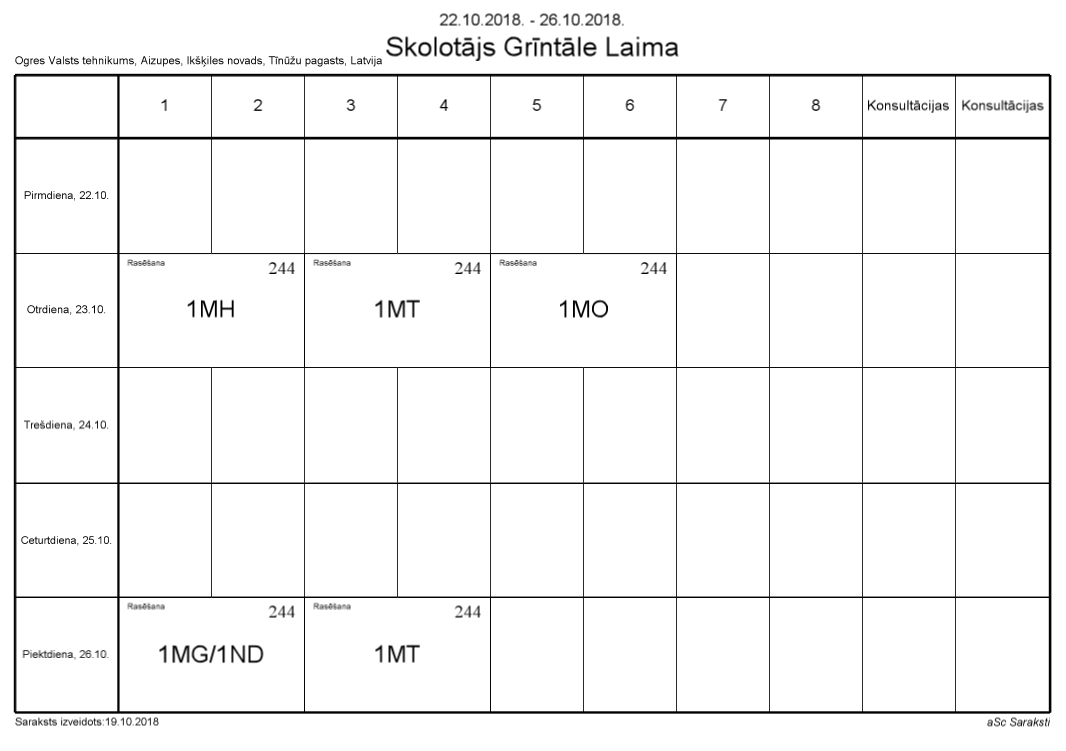 22.10.2018. - 26.10.2018.
Skolotājs Grīntāle Laima
Ogres Valsts tehnikums, Aizupes, Ikšķiles novads, Tīnūžu pagasts, Latvija
1 2 3 4 5 6 7 8 Konsultācijas Konsultācijas
Pirmdiena, 22.10.
Rasēšana 244 Rasēšana 244 Rasēšana 244
Otrdiena, 23.10. 1MH 1MT 1MO
Trešdiena, 24.10.
Ceturtdiena, 25.10.
Rasēšana 244 Rasēšana 244
Piektdiena, 26.10. 1MG/1ND 1MT
Saraksts izveidots:19.10.2018 aSc Saraksti